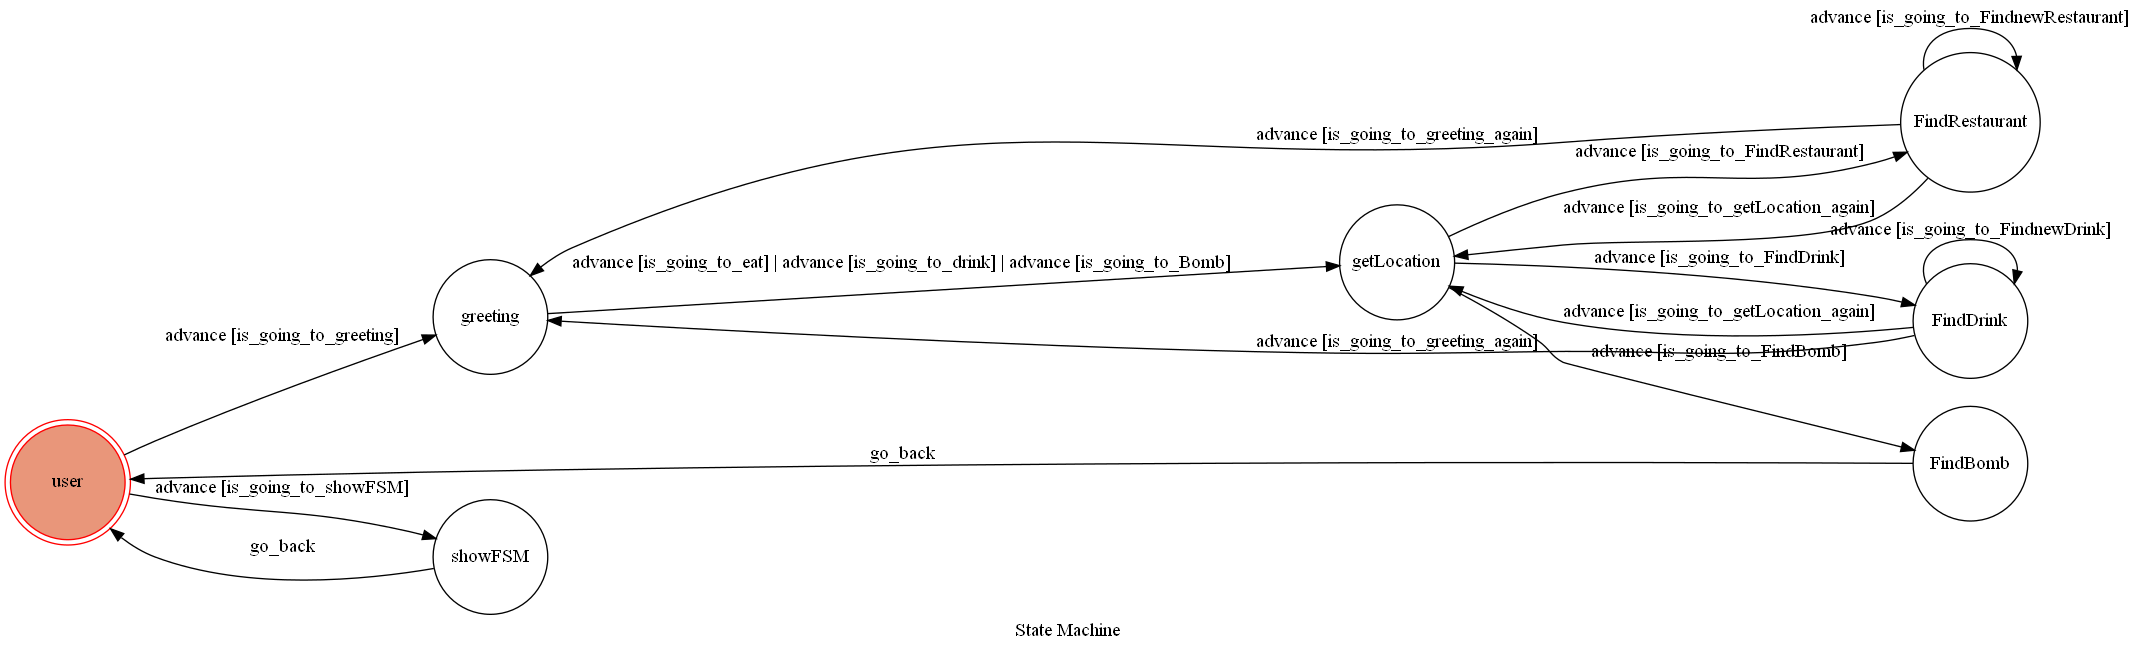 advance [is_going_to_FindnewRestaurant]
FindRestaurant
advance [is_going_to_greeting_again]
advance [is_going_to_FindRestaurant]
advance [is_going_to_getLocation_again]
advance [is_going_to_FindnewDrink]
advance [is_going_to_eat] | advance [is_going_to_drink] | advance [is_going_to_Bomb]
getLocation
advance [is_going_to_FindDrink]
greeting
advance [is_going_to_getLocation_again]
FindDrink
advance [is_going_to_greeting]
advance [is_going_to_greeting_again]
advance [is_going_to_FindBomb]
go_back
FindBomb
user
advance [is_going_to_showFSM]
go_back
showFSM
State Machine